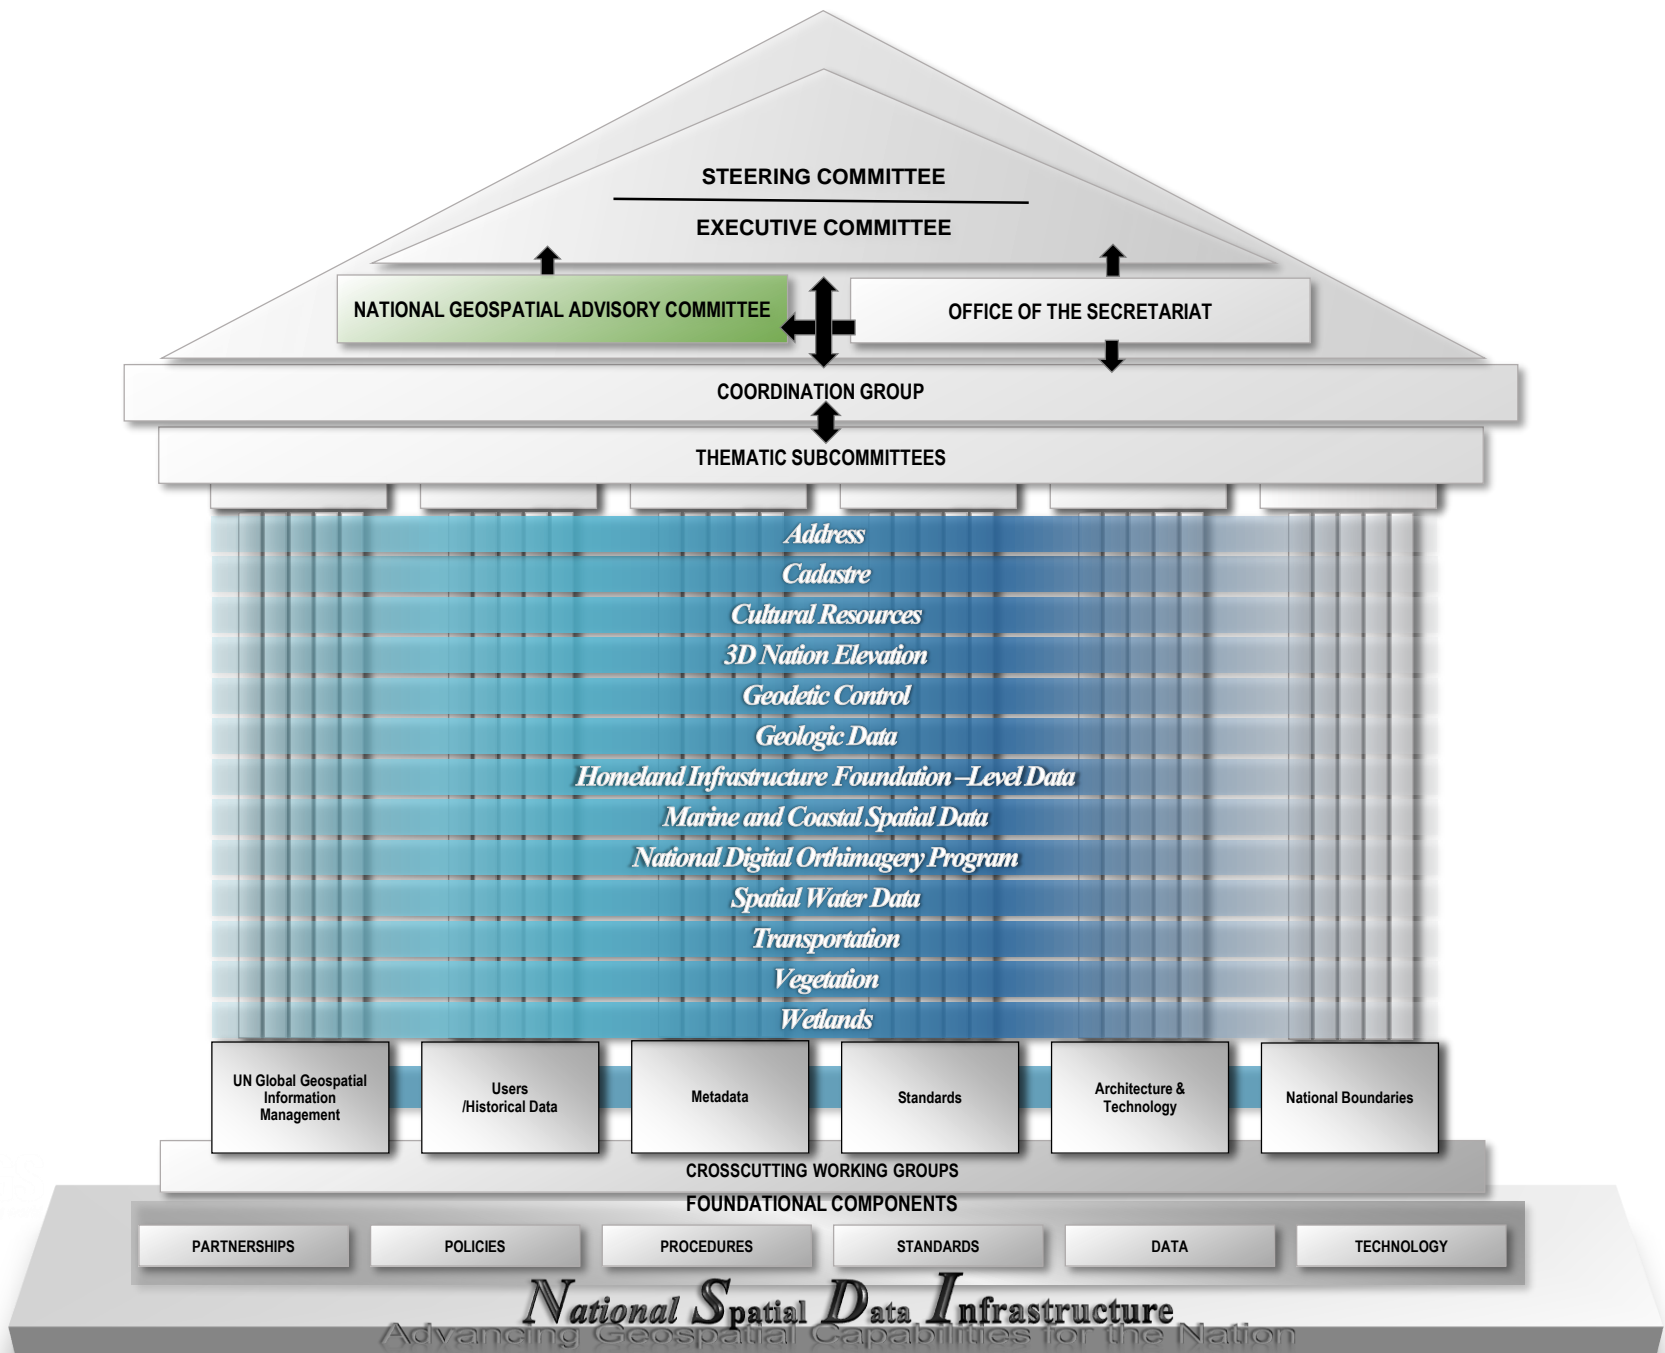 STEERING COMMITTEE
EXECUTIVE COMMITTEE
NATIONAL GEOSPATIAL ADVISORY COMMITTEE
OFFICE OF THE SECRETARIAT
COORDINATION GROUP
THEMATIC SUBCOMMITTEES
Address
Cadastre
Cultural Resources
3D Nation Elevation
Geodetic Control
Geologic Data
Homeland Infrastructure Foundation –Level Data
Marine and Coastal Spatial Data
National Digital Orthimagery Program
Spatial Water Data
Transportation
Vegetation
Wetlands
UN Global Geospatial
Information
Management
Users
/Historical Data
Metadata
Standards
Architecture &
Technology
National Boundaries
CROSSCUTTING WORKING GROUPS
FOUNDATIONAL COMPONENTS
PARTNERSHIPS
POLICIES
PROCEDURES
STANDARDS
DATA
TECHNOLOGY
National Spatial Data Infrastructure
Advancing Geospatial Capabilities for the Nation